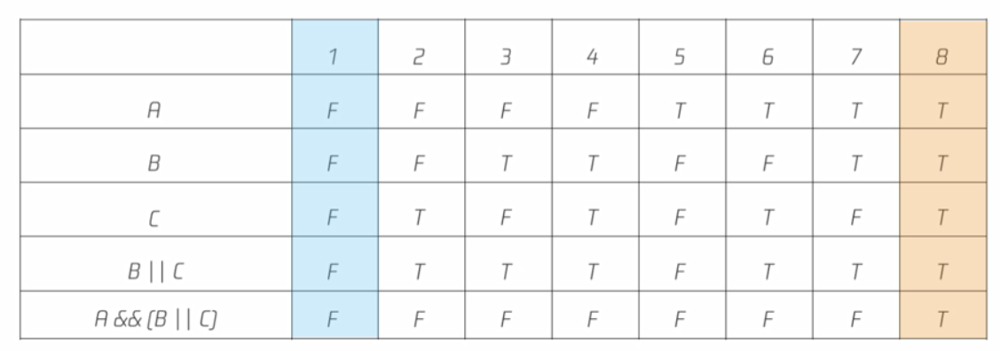 1 2 3 4 5 6 7 8
A F F F F T T T T
B F F T T F F T T
C F T F T F T F T
B || C F T T T F T T T
A && (B || C) F F F F F F F T